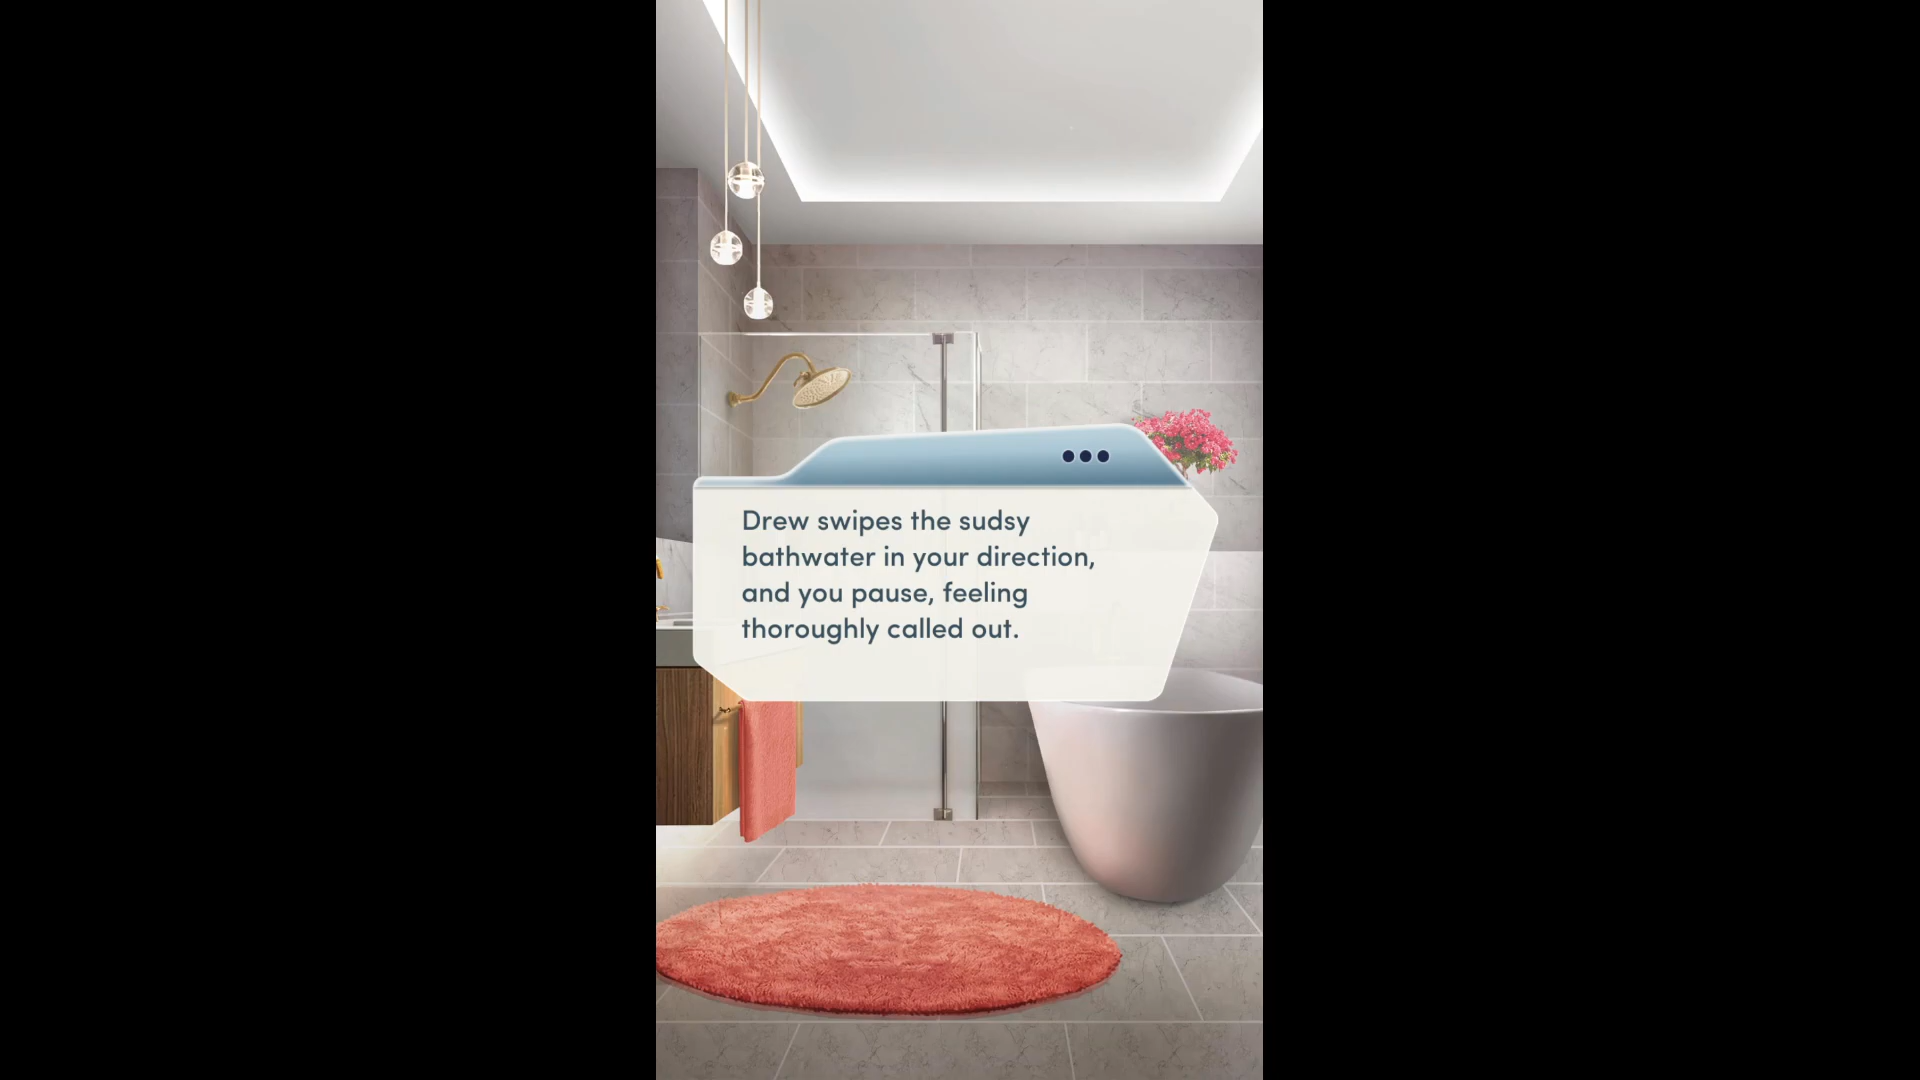 Drew swipes the sudsy
bathwater in your direction,
and you pause, feeling
thoroughly called out.